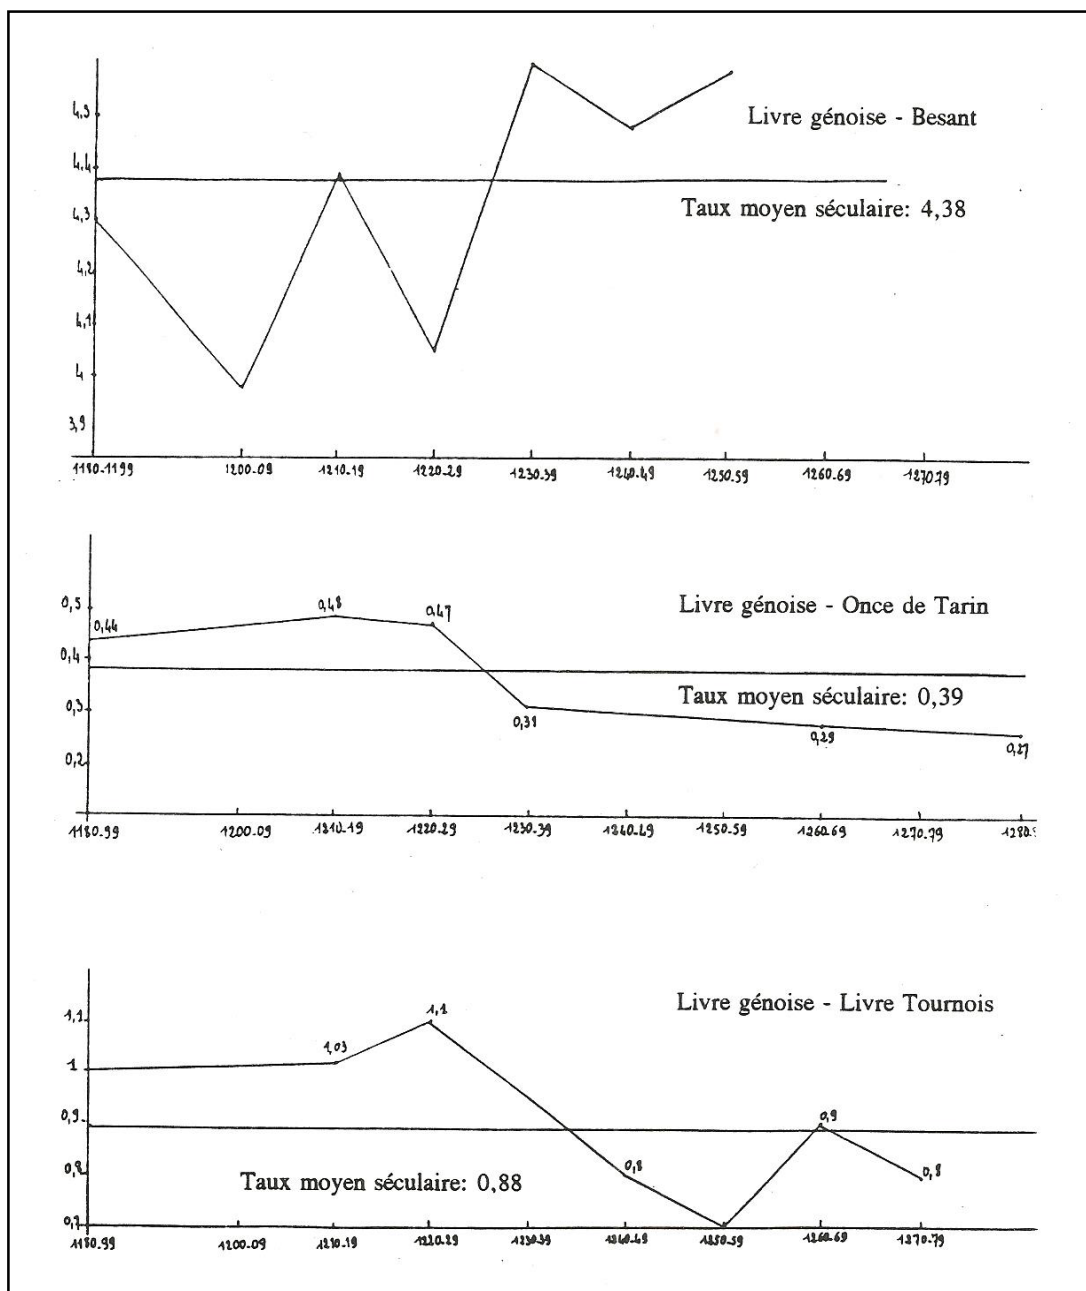 4,5
Livre génoise - Besant
4,4
Taux moyen séculaire: 4,38
4,3
4,2
4,1
4
3,9
1180-1199 1200-09 1210-19 1220-29 1230-39 1240-49 1250-59 1260-69 1270-79
0,5
0,44 0,48 0,47
Livre génoise - Once de Tarin
0,4
Taux moyen séculaire: 0,39
0,3
0,31 0,29 0,27
0,2
1180-99 1200-09 1210-19 1220-29 1230-39 1240-49 1250-59 1260-69 1270-79
Livre génoise - Livre Tournois
1,1
1,03 1,1
1
0,9
0,9
0,8
0,8 0,8
Taux moyen séculaire: 0,88
0,7
1180-99 1200-09 1210-19 1220-29 1230-39 1240-49 1250-59 1260-69 1270-79